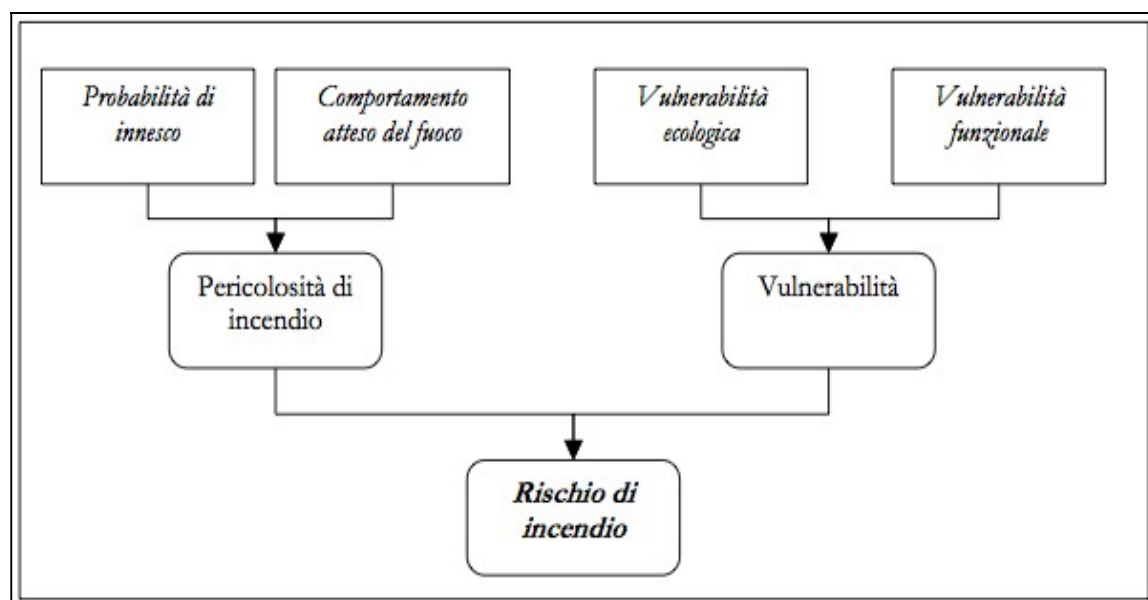 Probabilità di
innesco
Comportamento
atteso del fuoco
Vulnerabilità
ecologica
Vulnerabilità
funzionale
Pericolosità di
incendio
Vulnerabilità
Rischio di
incendio